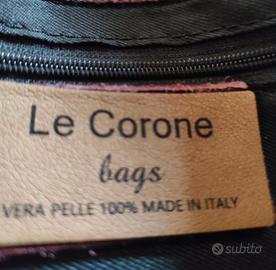 Le Corone
bags
VERA PELLE 100% MADE IN ITALY
subito